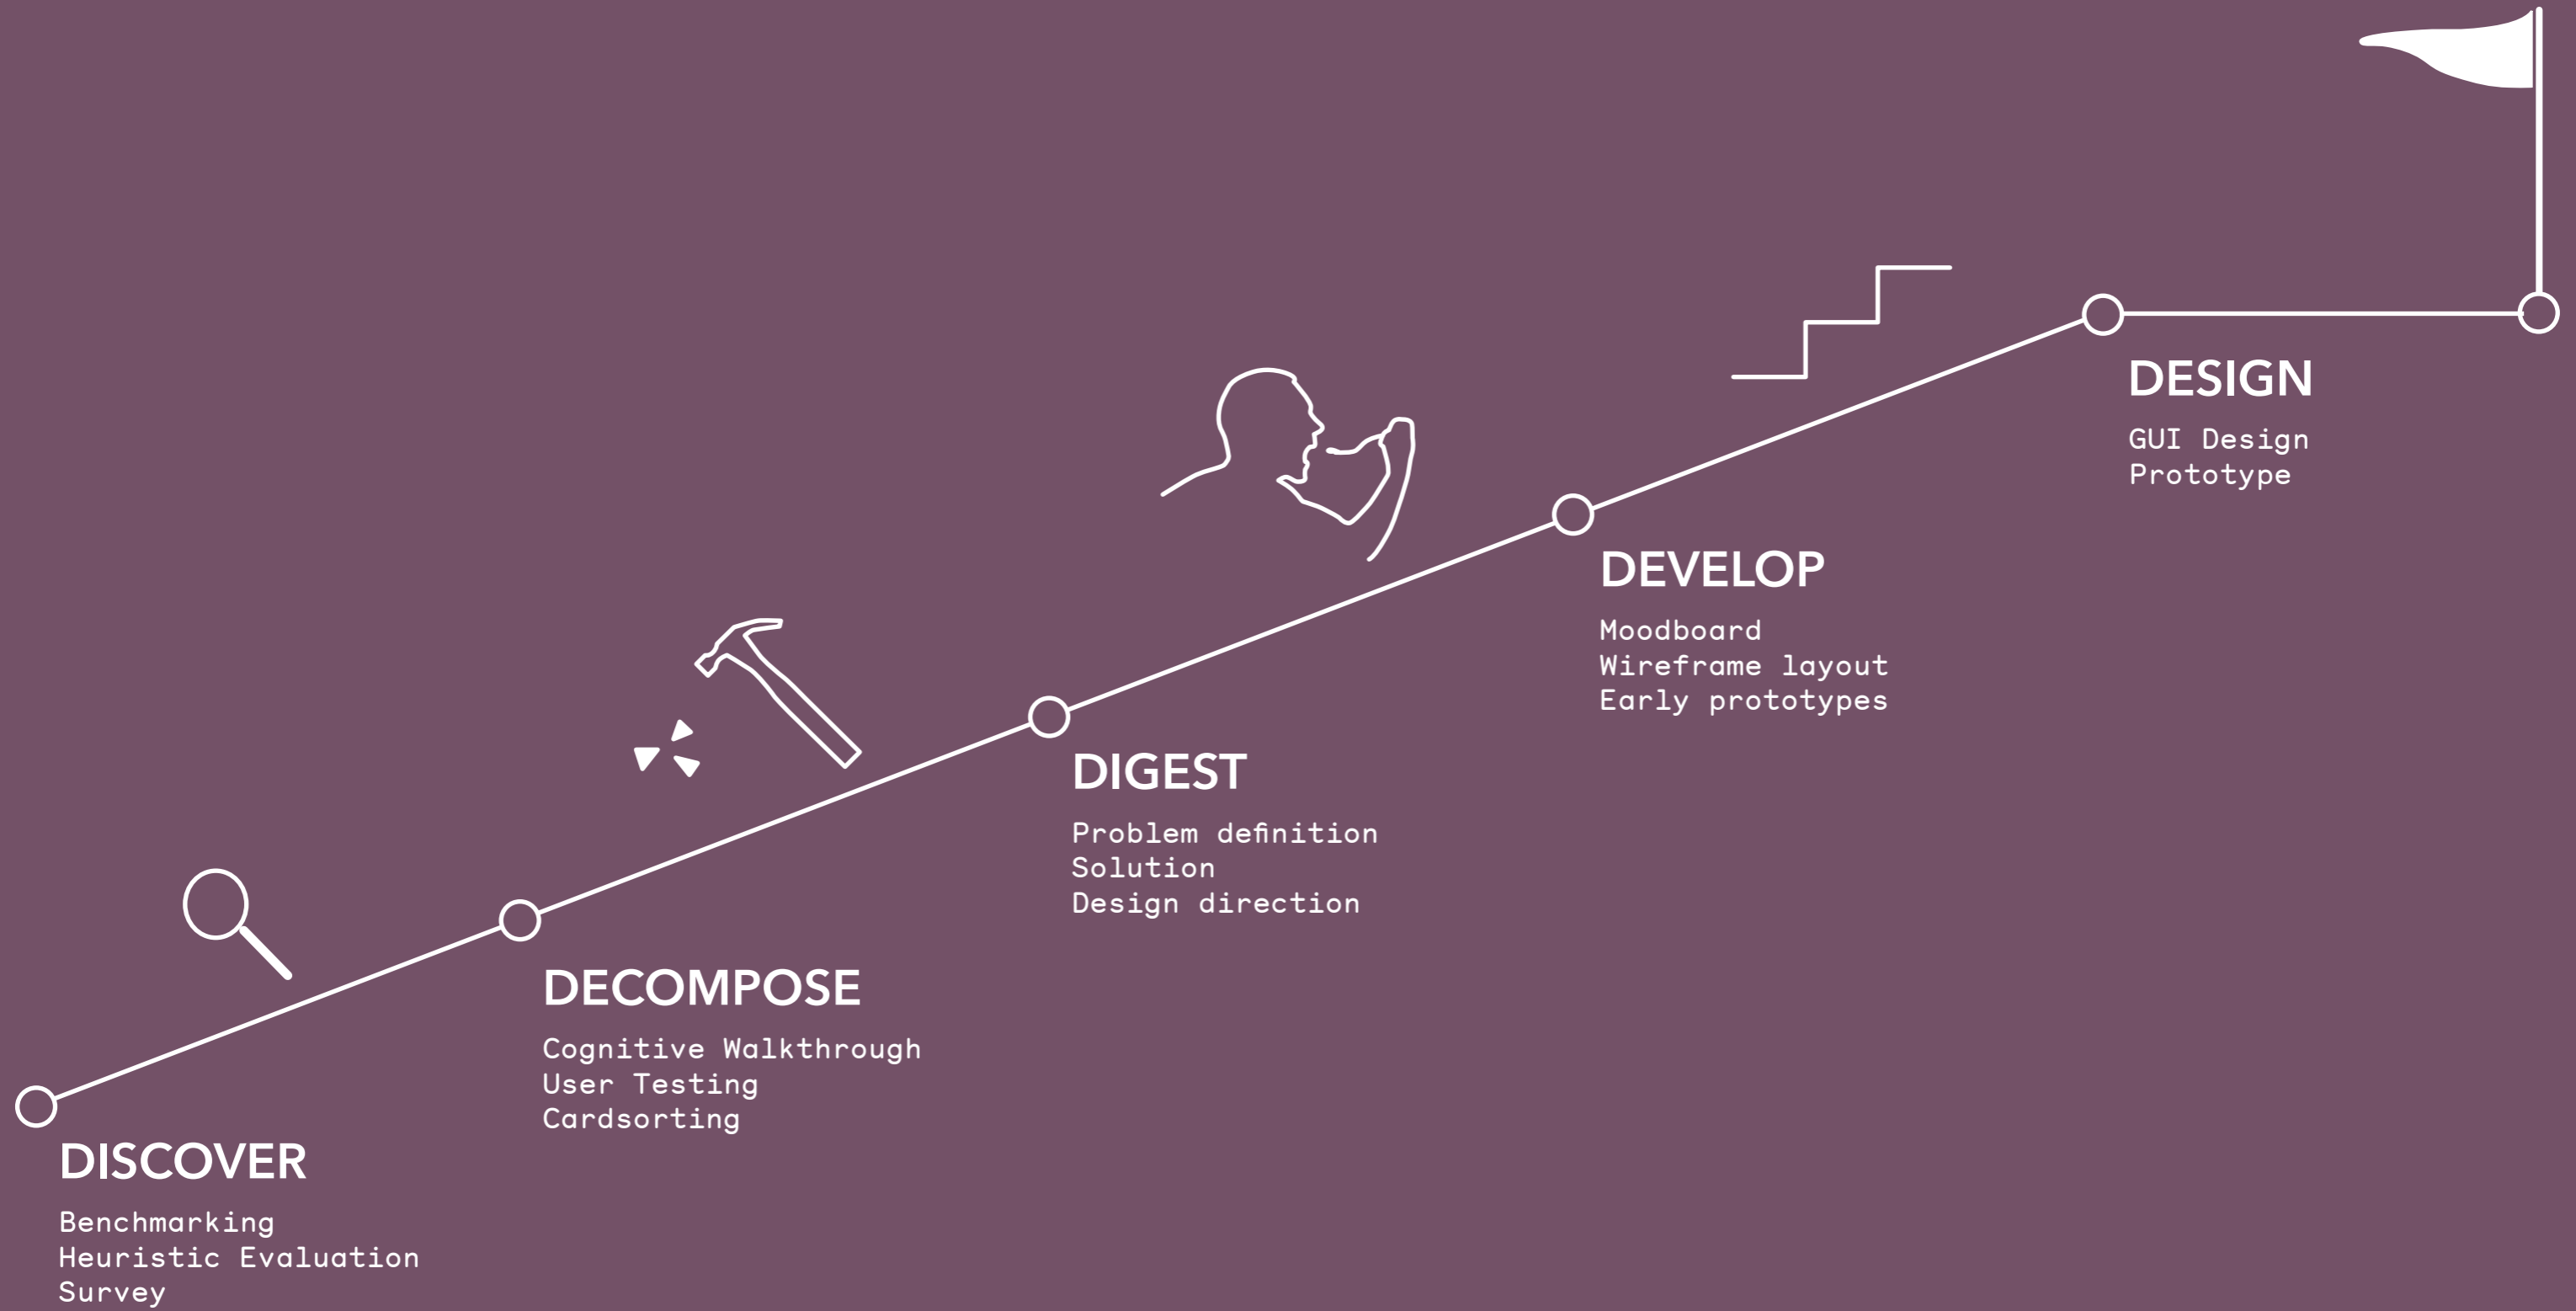 DISCOVER
Benchmarking
Heuristic Evaluation
Survey
DECOMPOSE
Cognitive Walkthrough
User Testing
Cardsorting
DIGEST
Problem definition
Solution
Design direction
DEVELOP
Moodboard
Wireframe layout
Early prototypes
DESIGN
GUI Design
Prototype